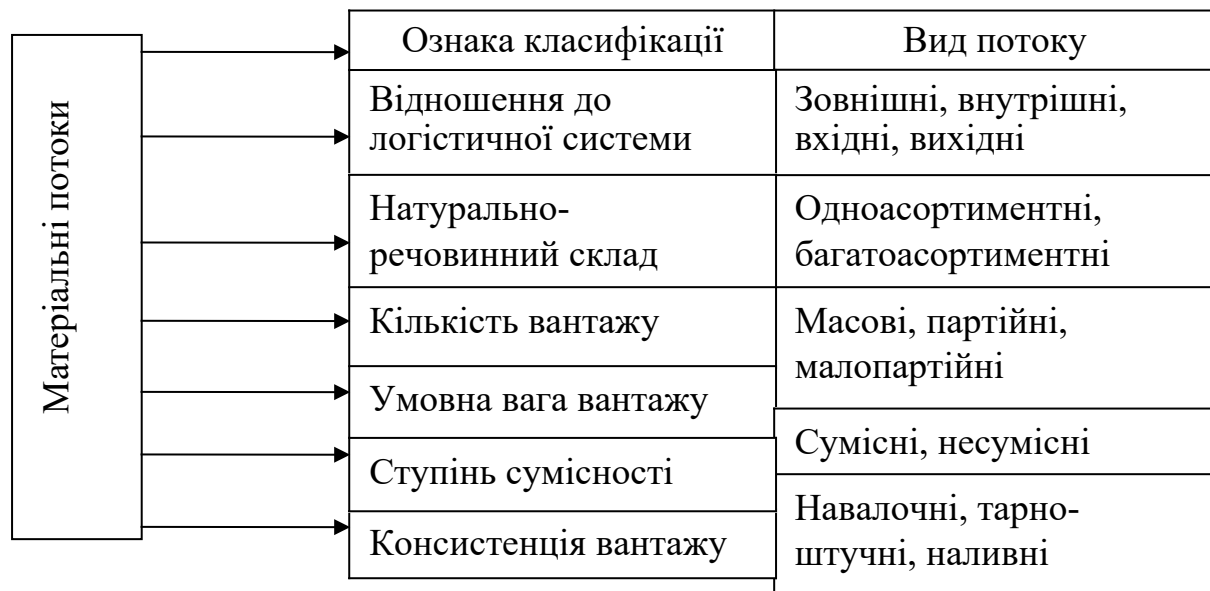 Матеріальні потоки
Ознака класифікації
Вид потоку
Відношення до
логістичної системи
Зовнішні, внутрішні,
вхідні, вихідні
Натурально-
речовинний склад
Одноасортиментні,
багатоасортиментні
Кількість вантажу
Масові, партійні,
малопартійні
Умовна вага вантажу
Ступінь сумісності
Сумісні, несумісні
Консистенція вантажу
Навалочні, тарно-
штучні, наливні